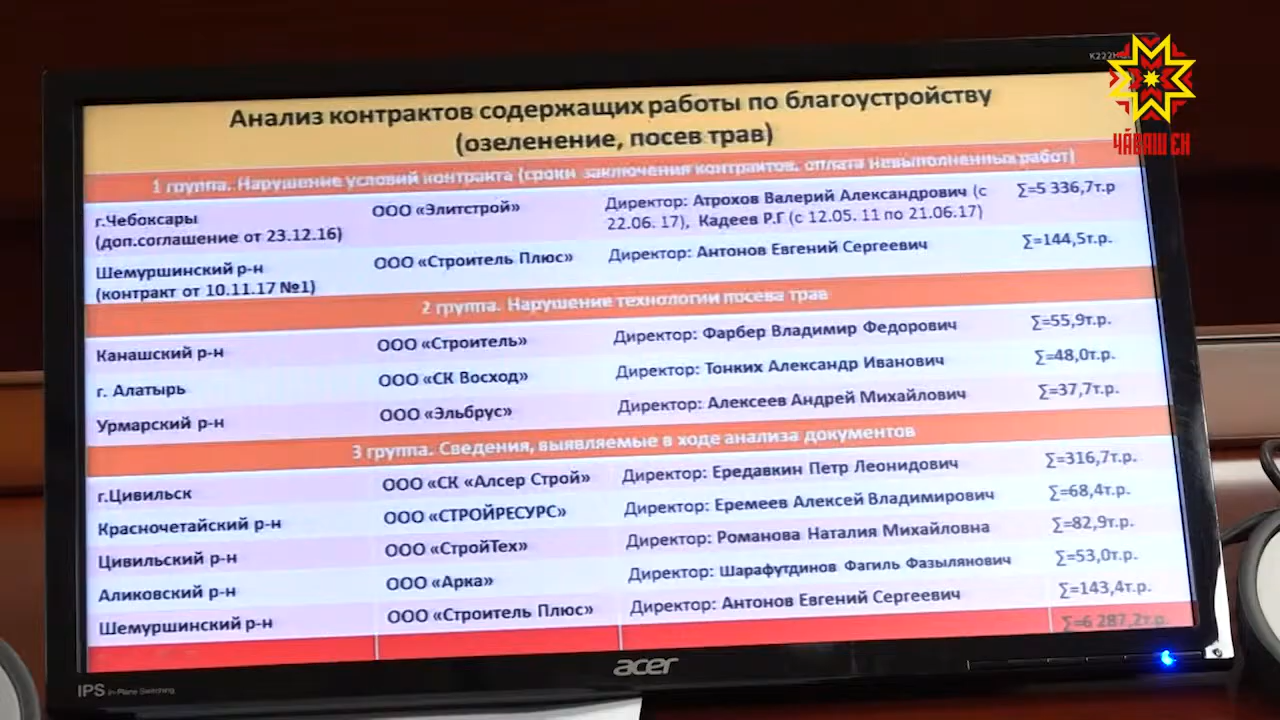 K222H
ЧӐВАШ ЕН
Анализ контрактов содержащих работы по благоустройству
(озеленение, посев трав)
1 группа. Нарушение условий контракта (сроки заключения контрактов, оплата невыполненных работ)
г.Чебоксары ООО «Элитстрой» Директор: Атрохов Валерий Александрович (с ∑=5 336,7т.р
(доп.соглашение от 23.12.16) 22.06. 17), Кадеев Р.Г (с 12.05. 11 по 21.06.17)
Шемуршинский р-н ООО «Строитель Плюс» Директор: Антонов Евгений Сергеевич ∑=144,5т.р.
(контракт от 10.11.17 №1)
2 группа. Нарушение технологии посева трав
Канашский р-н ООО «Строитель» Директор: Фарбер Владимир Федорович ∑=55,9т.р.
г. Алатырь ООО «СК Восход» Директор: Тонких Александр Иванович ∑=48,0т.р.
Урмарский р-н ООО «Эльбрус» Директор: Алексеев Андрей Михайлович ∑=37,7т.р.
3 группа. Сведения, выявляемые в ходе анализа документов
г.Цивильск ООО «СК «Алсер Строй» Директор: Ередавкин Петр Леонидович ∑=316,7т.р.
Красночетайский р-н ООО «СТРОЙРЕСУРС» Директор: Еремеев Алексей Владимирович ∑=68,4т.р.
Цивильский р-н ООО «СтройТех» Директор: Романова Наталия Михайловна ∑=82,9т.р.
Аликовский р-н ООО «Арка» Директор: Шарафутдинов Фагиль Фазылянович ∑=53,0т.р.
Шемуршинский р-н ООО «Строитель Плюс» Директор: Антонов Евгений Сергеевич ∑=143,4т.р.
∑=6 287,2т.р.
acer
IPS In-Plane Switching